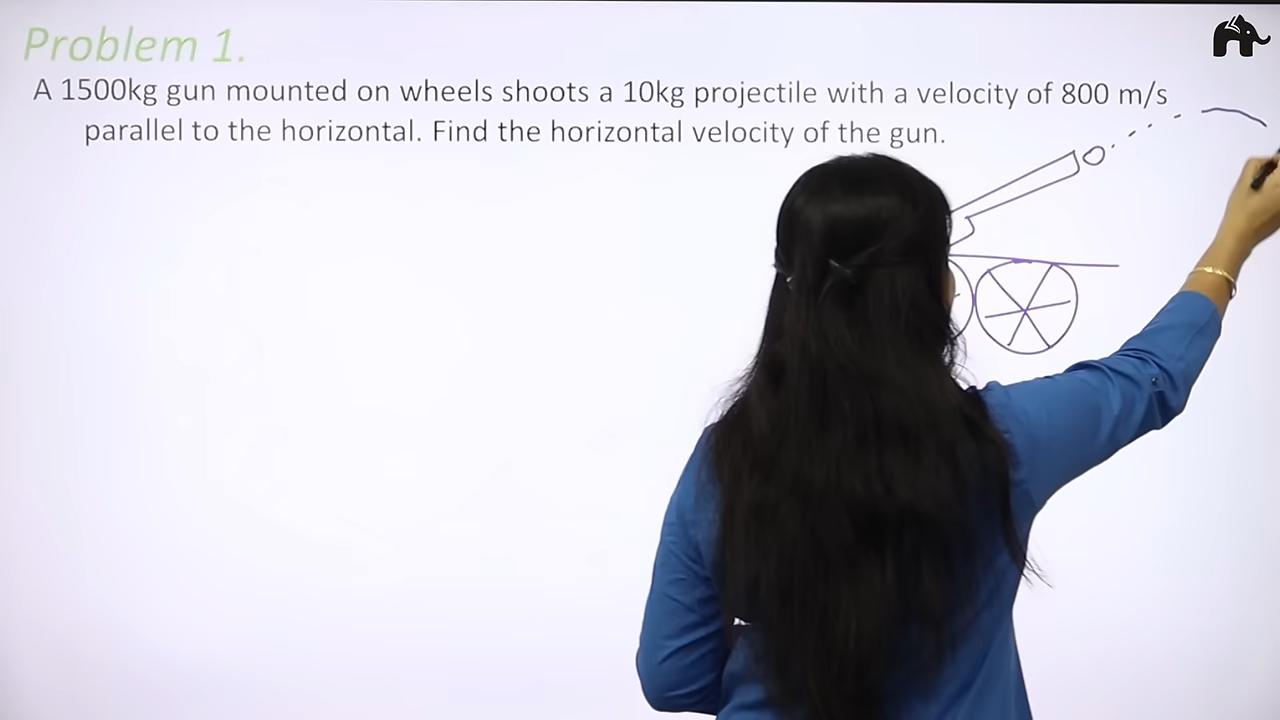 Problem 1.
A 1500kg gun mounted on wheels shoots a 10kg projectile with a velocity of 800 m/s
parallel to the horizontal. Find the horizontal velocity of the gun.